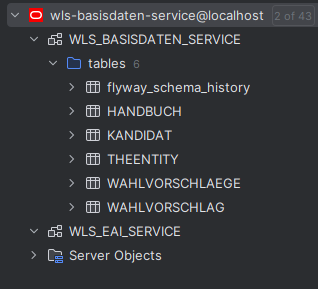 wls-basisdaten-service@localhost 2 of 43
WLS_BASISDATEN_SERVICE
tables 6
flyway_schema_history
HANDBUCH
KANDIDAT
THEENTITY
WAHLVORSCHLAEGE
WAHLVORSCHLAG
WLS_EAI_SERVICE
Server Objects